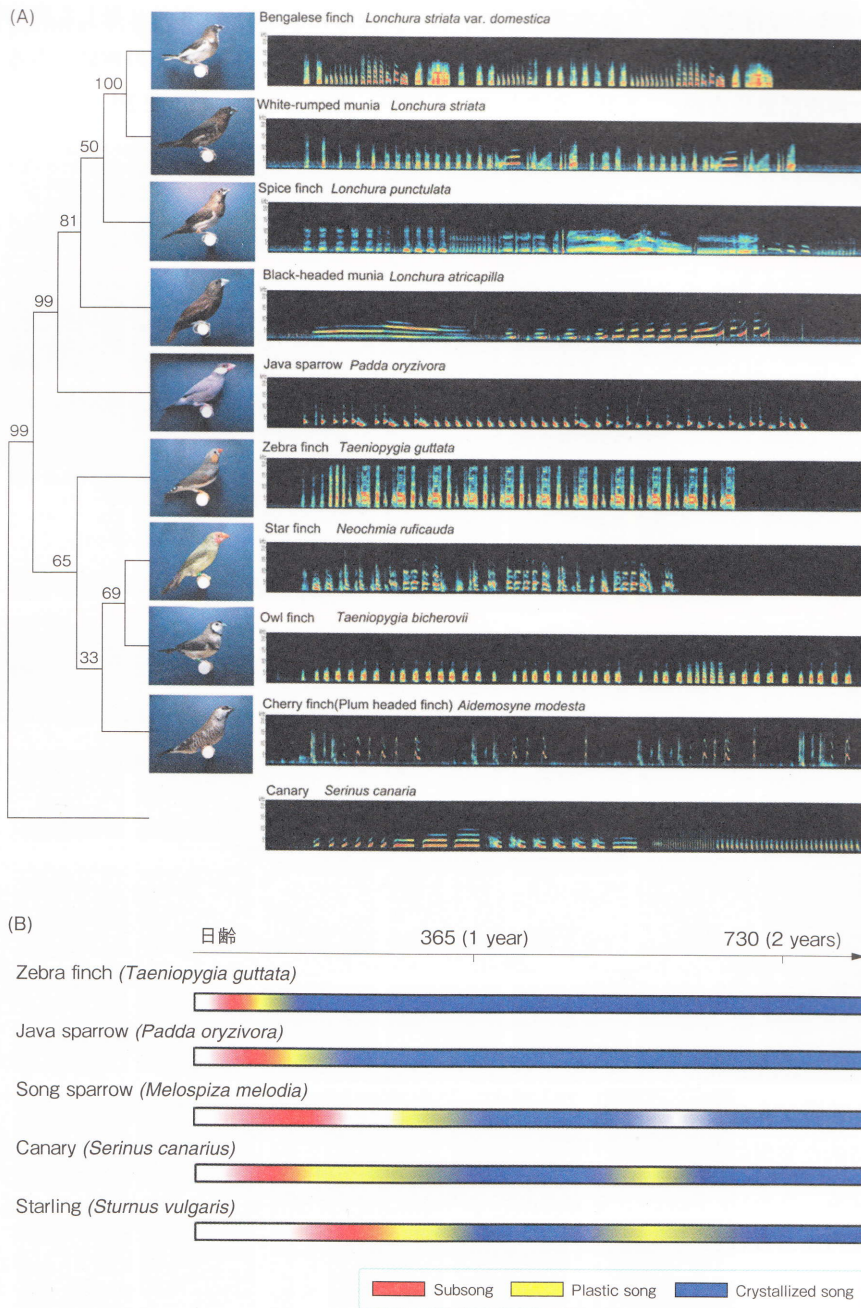 (A)
Bengalese finch Lonchura striata var. domestica
100
White-rumped munia Lonchura striata
50
Spice finch Lonchura punctulata
81
Black-headed munia Lonchura atricapilla
99
Java sparrow Padda oryzivora
99
Zebra finch Taeniopygia guttata
Star finch Neochmia ruficauda
65
69
Owl finch Taeniopygia bicherovii
33
Cherry finch(Plum headed finch) Aidemosyne modesta
Canary Serinus canaria
(B)
日齢 365 (1 year) 730 (2 years)
Zebra finch (Taeniopygia guttata)
Java sparrow (Padda oryzivora)
Song sparrow (Melospiza melodia)
Canary (Serinus canarius)
Starling (Sturnus vulgaris)
Subsong Plastic song Crystallized song